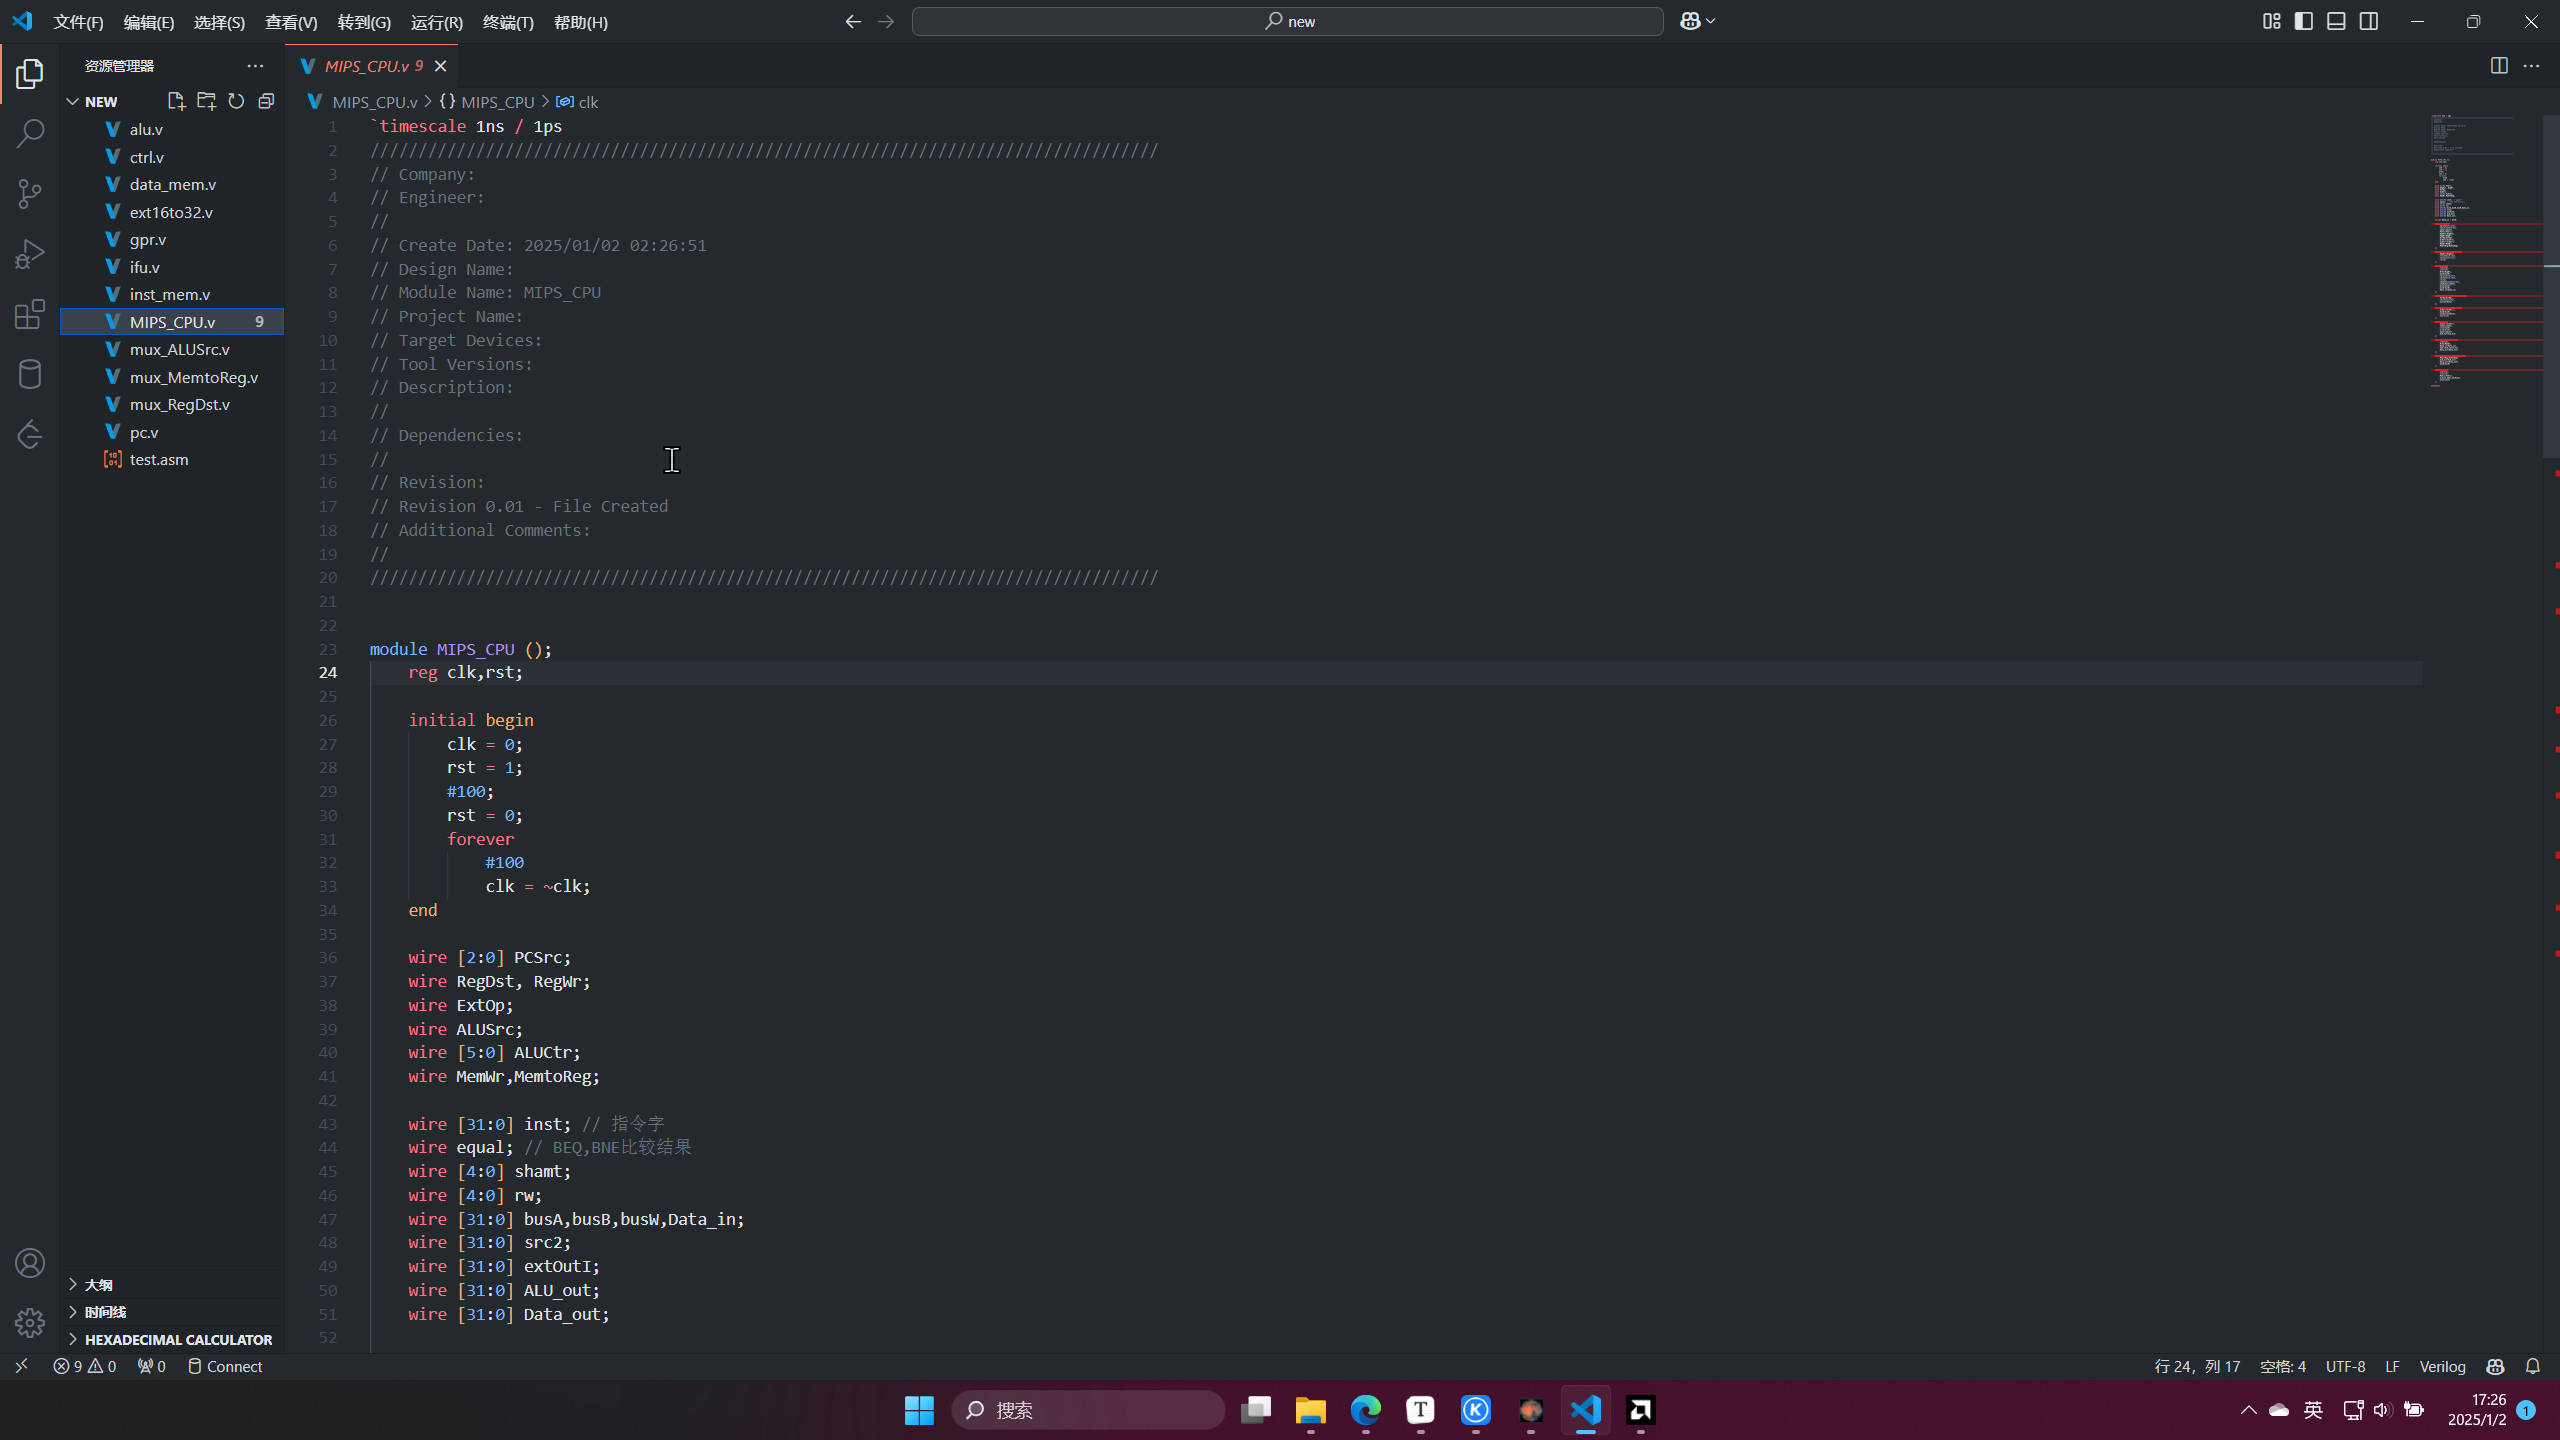 文件(F) 编辑(E) 选择(S) 查看(V) 转到(G) 运行(R) 终端(T) 帮助(H)
new
资源管理器
MIPS_CPU.v 9
NEW
MIPS_CPU.v > {} MIPS_CPU > clk
alu.v
ctrl.v
data_mem.v
ext16to32.v
gpr.v
ifu.v
inst_mem.v
MIPS_CPU.v 9
mux_ALUSrc.v
mux_MemtoReg.v
mux_RegDst.v
pc.v
test.asm
大纲
时间线
HEXADECIMAL CALCULATOR
1 `timescale 1ns / 1ps
2 //////////////////////////////////////////////////////////////////////////////////
3 // Company:
4 // Engineer:
5 //
6 // Create Date: 2025/01/02 02:26:51
7 // Design Name:
8 // Module Name: MIPS_CPU
9 // Project Name:
10 // Target Devices:
11 // Tool Versions:
12 // Description:
13 //
14 // Dependencies:
15 //
16 // Revision:
17 // Revision 0.01 - File Created
18 // Additional Comments:
19 //
20 //////////////////////////////////////////////////////////////////////////////////
21
22
23 module MIPS_CPU ();
24 reg clk,rst;
25
26 initial begin
27 clk = 0;
28 rst = 1;
29 #100;
30 rst = 0;
31 forever
32 #100
33 clk = ~clk;
34 end
35
36 wire [2:0] PCSrc;
37 wire RegDst, RegWr;
38 wire ExtOp;
39 wire ALUSrc;
40 wire [5:0] ALUCtr;
41 wire MemWr,MemtoReg;
42
43 wire [31:0] inst; // 指令字
44 wire equal; // BEQ,BNE比较结果
45 wire [4:0] shamt;
46 wire [4:0] rw;
47 wire [31:0] busA,busB,busW,Data_in;
48 wire [31:0] src2;
49 wire [31:0] extOutI;
50 wire [31:0] ALU_out;
51 wire [31:0] Data_out;
52
9 0 0 Connect
行 24，列 17 空格: 4 UTF-8 LF Verilog
搜索
英
17:26
2025/1/2
1